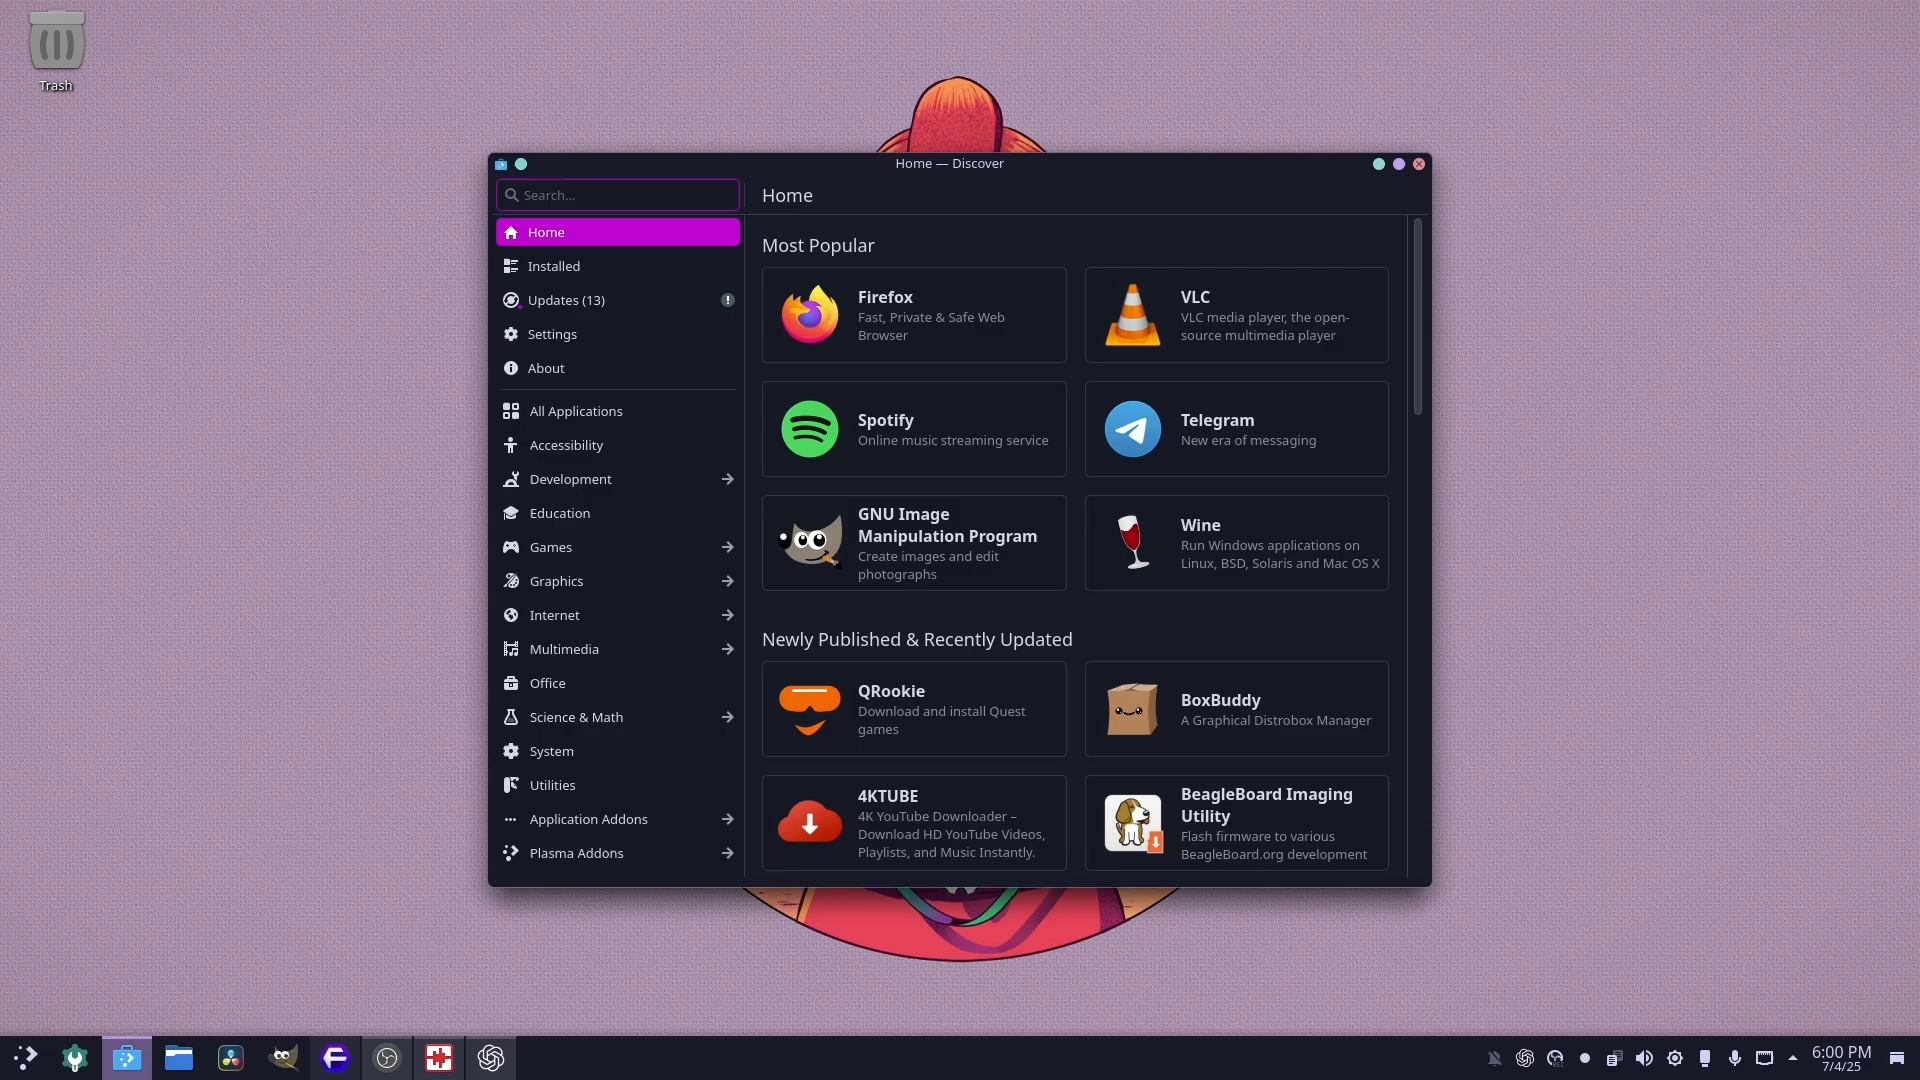 Trash
Home — Discover
Search...
Home
Installed
Updates (13)
Settings
About
All Applications
Accessibility
Development
Education
Games
Graphics
Internet
Multimedia
Office
Science & Math
System
Utilities
Application Addons
Plasma Addons
Home
Most Popular
Firefox
Fast, Private & Safe Web
Browser
VLC
VLC media player, the open-
source multimedia player
Spotify
Online music streaming service
Telegram
New era of messaging
GNU Image
Manipulation Program
Create images and edit
photographs
Wine
Run Windows applications on
Linux, BSD, Solaris and Mac OS X
Newly Published & Recently Updated
QRookie
Download and install Quest
games
BoxBuddy
A Graphical Distrobox Manager
4KTUBE
4K YouTube Downloader –
Download HD YouTube Videos,
Playlists, and Music Instantly.
BeagleBoard Imaging
Utility
Flash firmware to various
BeagleBoard.org development
REC
6:00 PM
7/4/25